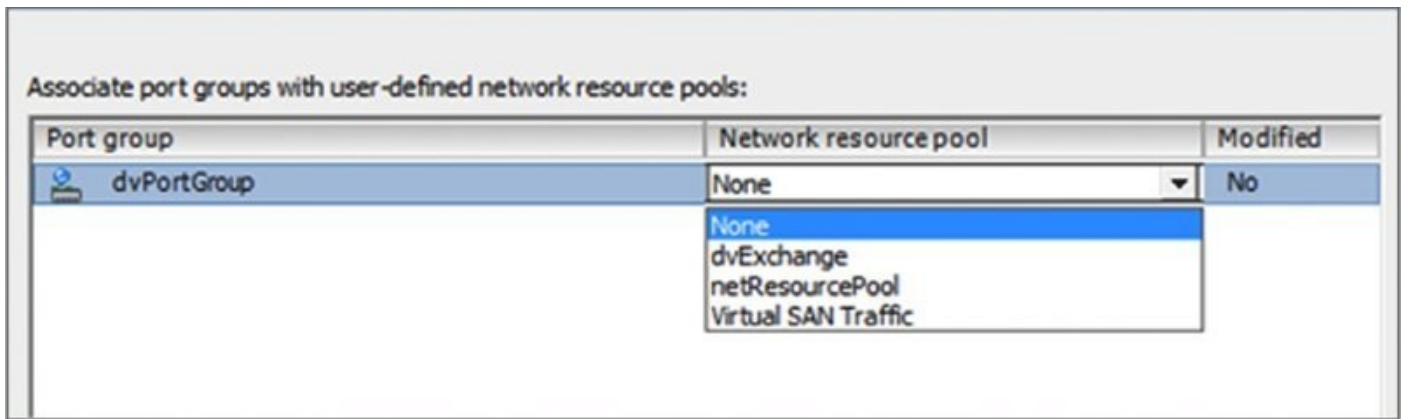 Associate port groups with user-defined network resource pools:
Port group Network resource pool Modified
dvPortGroup None No
None
dvExchange
netResourcePool
Virtual SAN Traffic